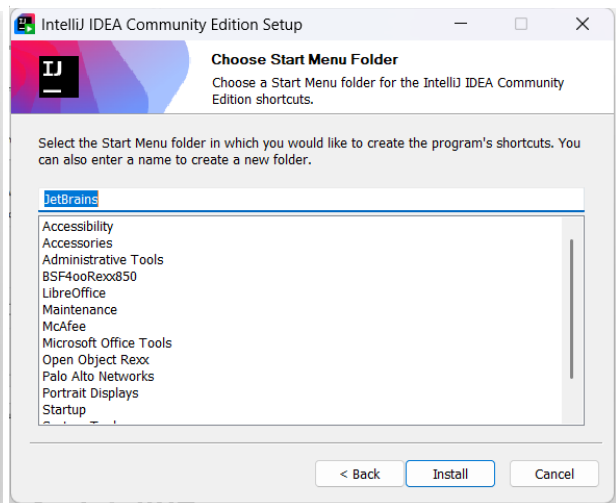 IntelliJ IDEA Community Edition Setup
IJ
Choose Start Menu Folder
Choose a Start Menu folder for the IntelliJ IDEA Community
Edition shortcuts.
Select the Start Menu folder in which you would like to create the program's shortcuts. You
can also enter a name to create a new folder.
JetBrains
Accessibility
Accessories
Administrative Tools
BSF4ooRexx850
LibreOffice
Maintenance
McAfee
Microsoft Office Tools
Open Object Rexx
Palo Alto Networks
Portrait Displays
Startup
< Back
Install
Cancel